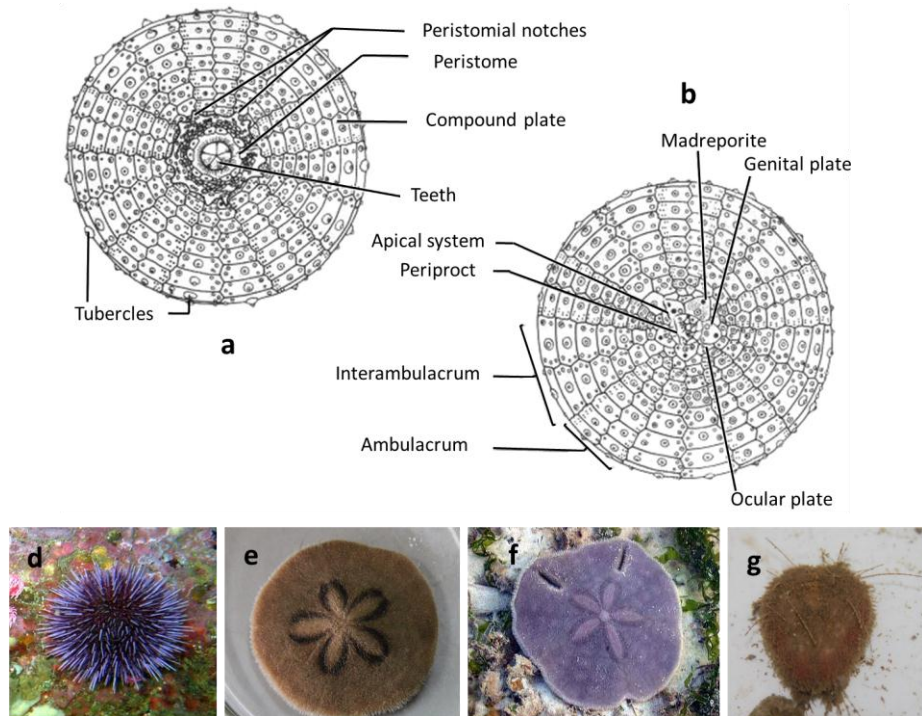 Peristomial notches
Peristome
Compound plate
Teeth
Tubercles
a
b
Madreporite
Genital plate
Apical system
Periproct
Interambulacrum
Ambulacrum
Ocular plate
d
e
f
g